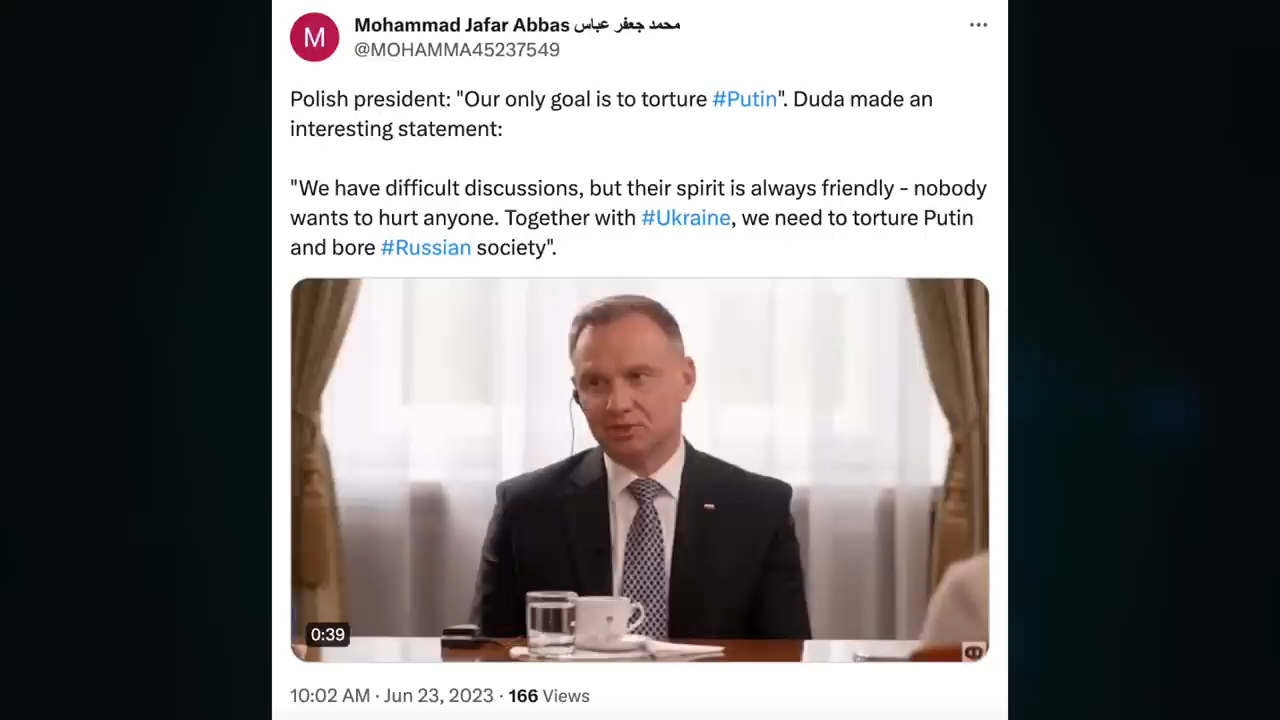 M
Mohammad Jafar Abbas محمد جعفر عباس
@MOHAMMA45237549
Polish president: "Our only goal is to torture #Putin". Duda made an
interesting statement:
"We have difficult discussions, but their spirit is always friendly - nobody
wants to hurt anyone. Together with #Ukraine, we need to torture Putin
and bore #Russian society".
0:39
10:02 AM · Jun 23, 2023 · 166 Views